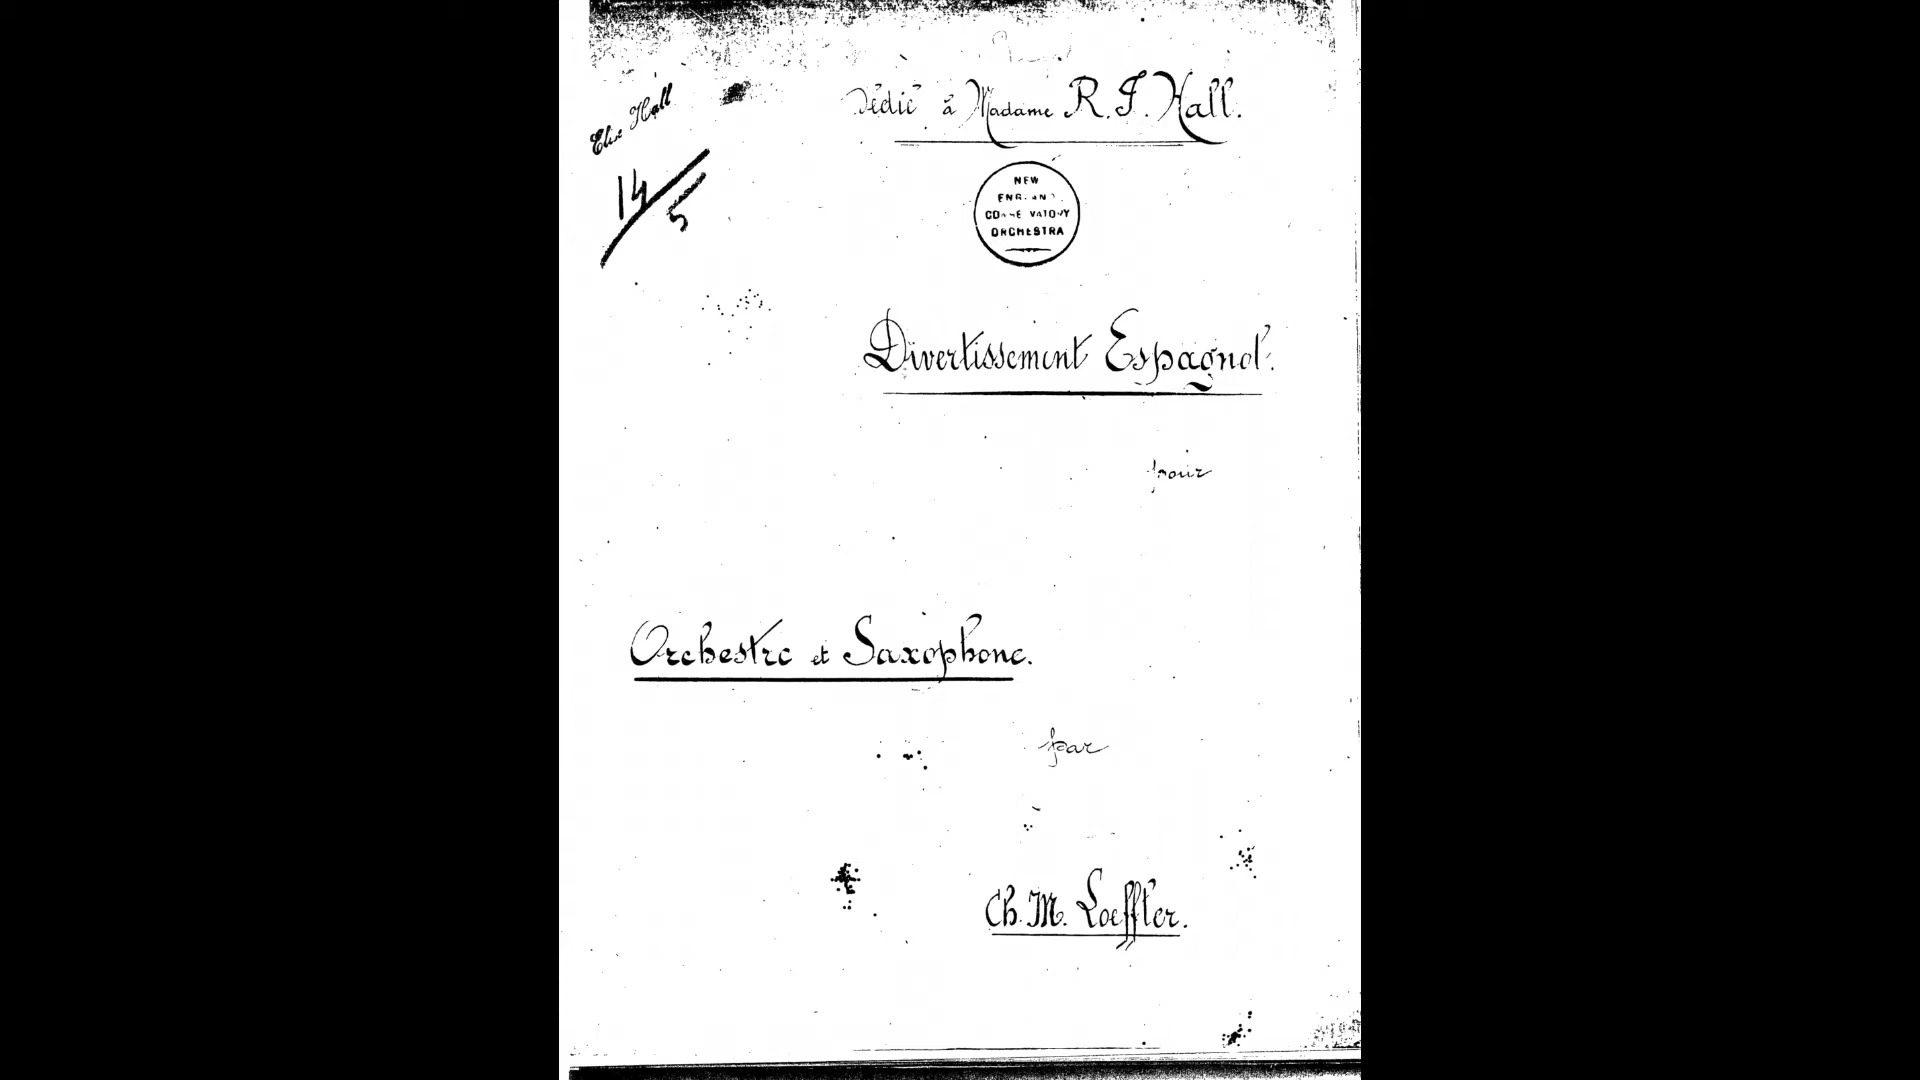 Elise Hall
14/5
Dédié à Madame R. J. Hall.
NEW
ENGLAND
CONSERVATORY
ORCHESTRA
Divertissement Espagnol.
pour
Orchestre et Saxophone.
par
Ch. M. Loeffler.